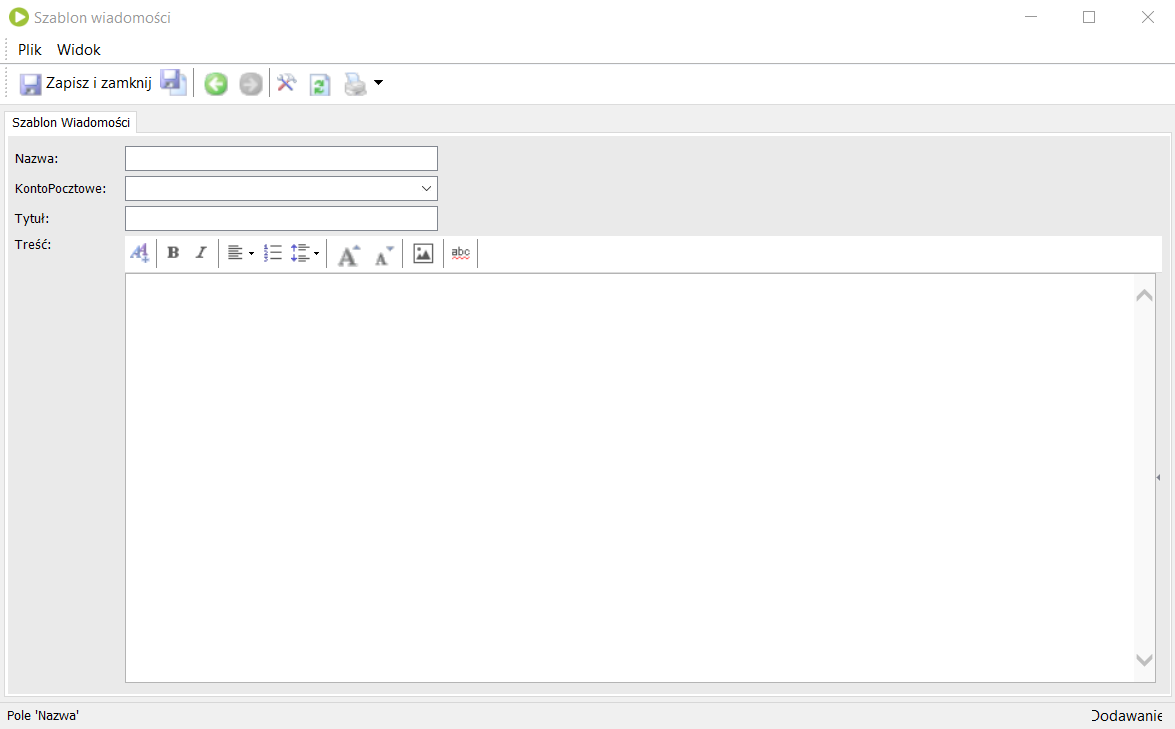 Szablon wiadomości
Plik Widok
Zapisz i zamknij
Szablon Wiadomości
Nazwa:
KontoPocztowe:
Tytuł:
Treść:
B I A A abc
Pole 'Nazwa'
Dodawanie